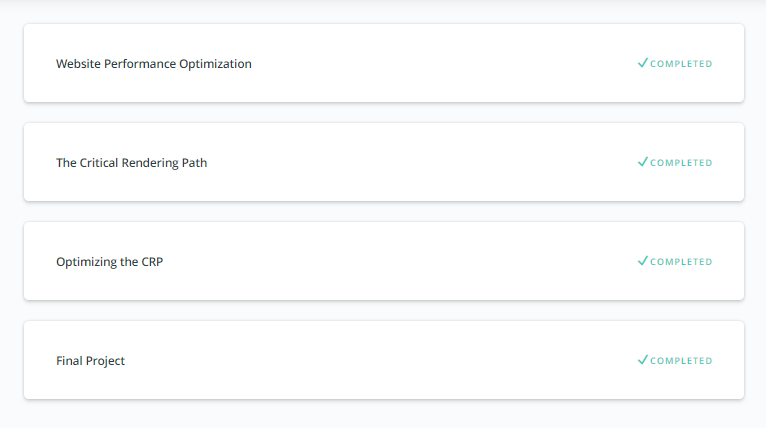 Website Performance Optimization ✓COMPLETED
The Critical Rendering Path ✓COMPLETED
Optimizing the CRP ✓COMPLETED
Final Project ✓COMPLETED